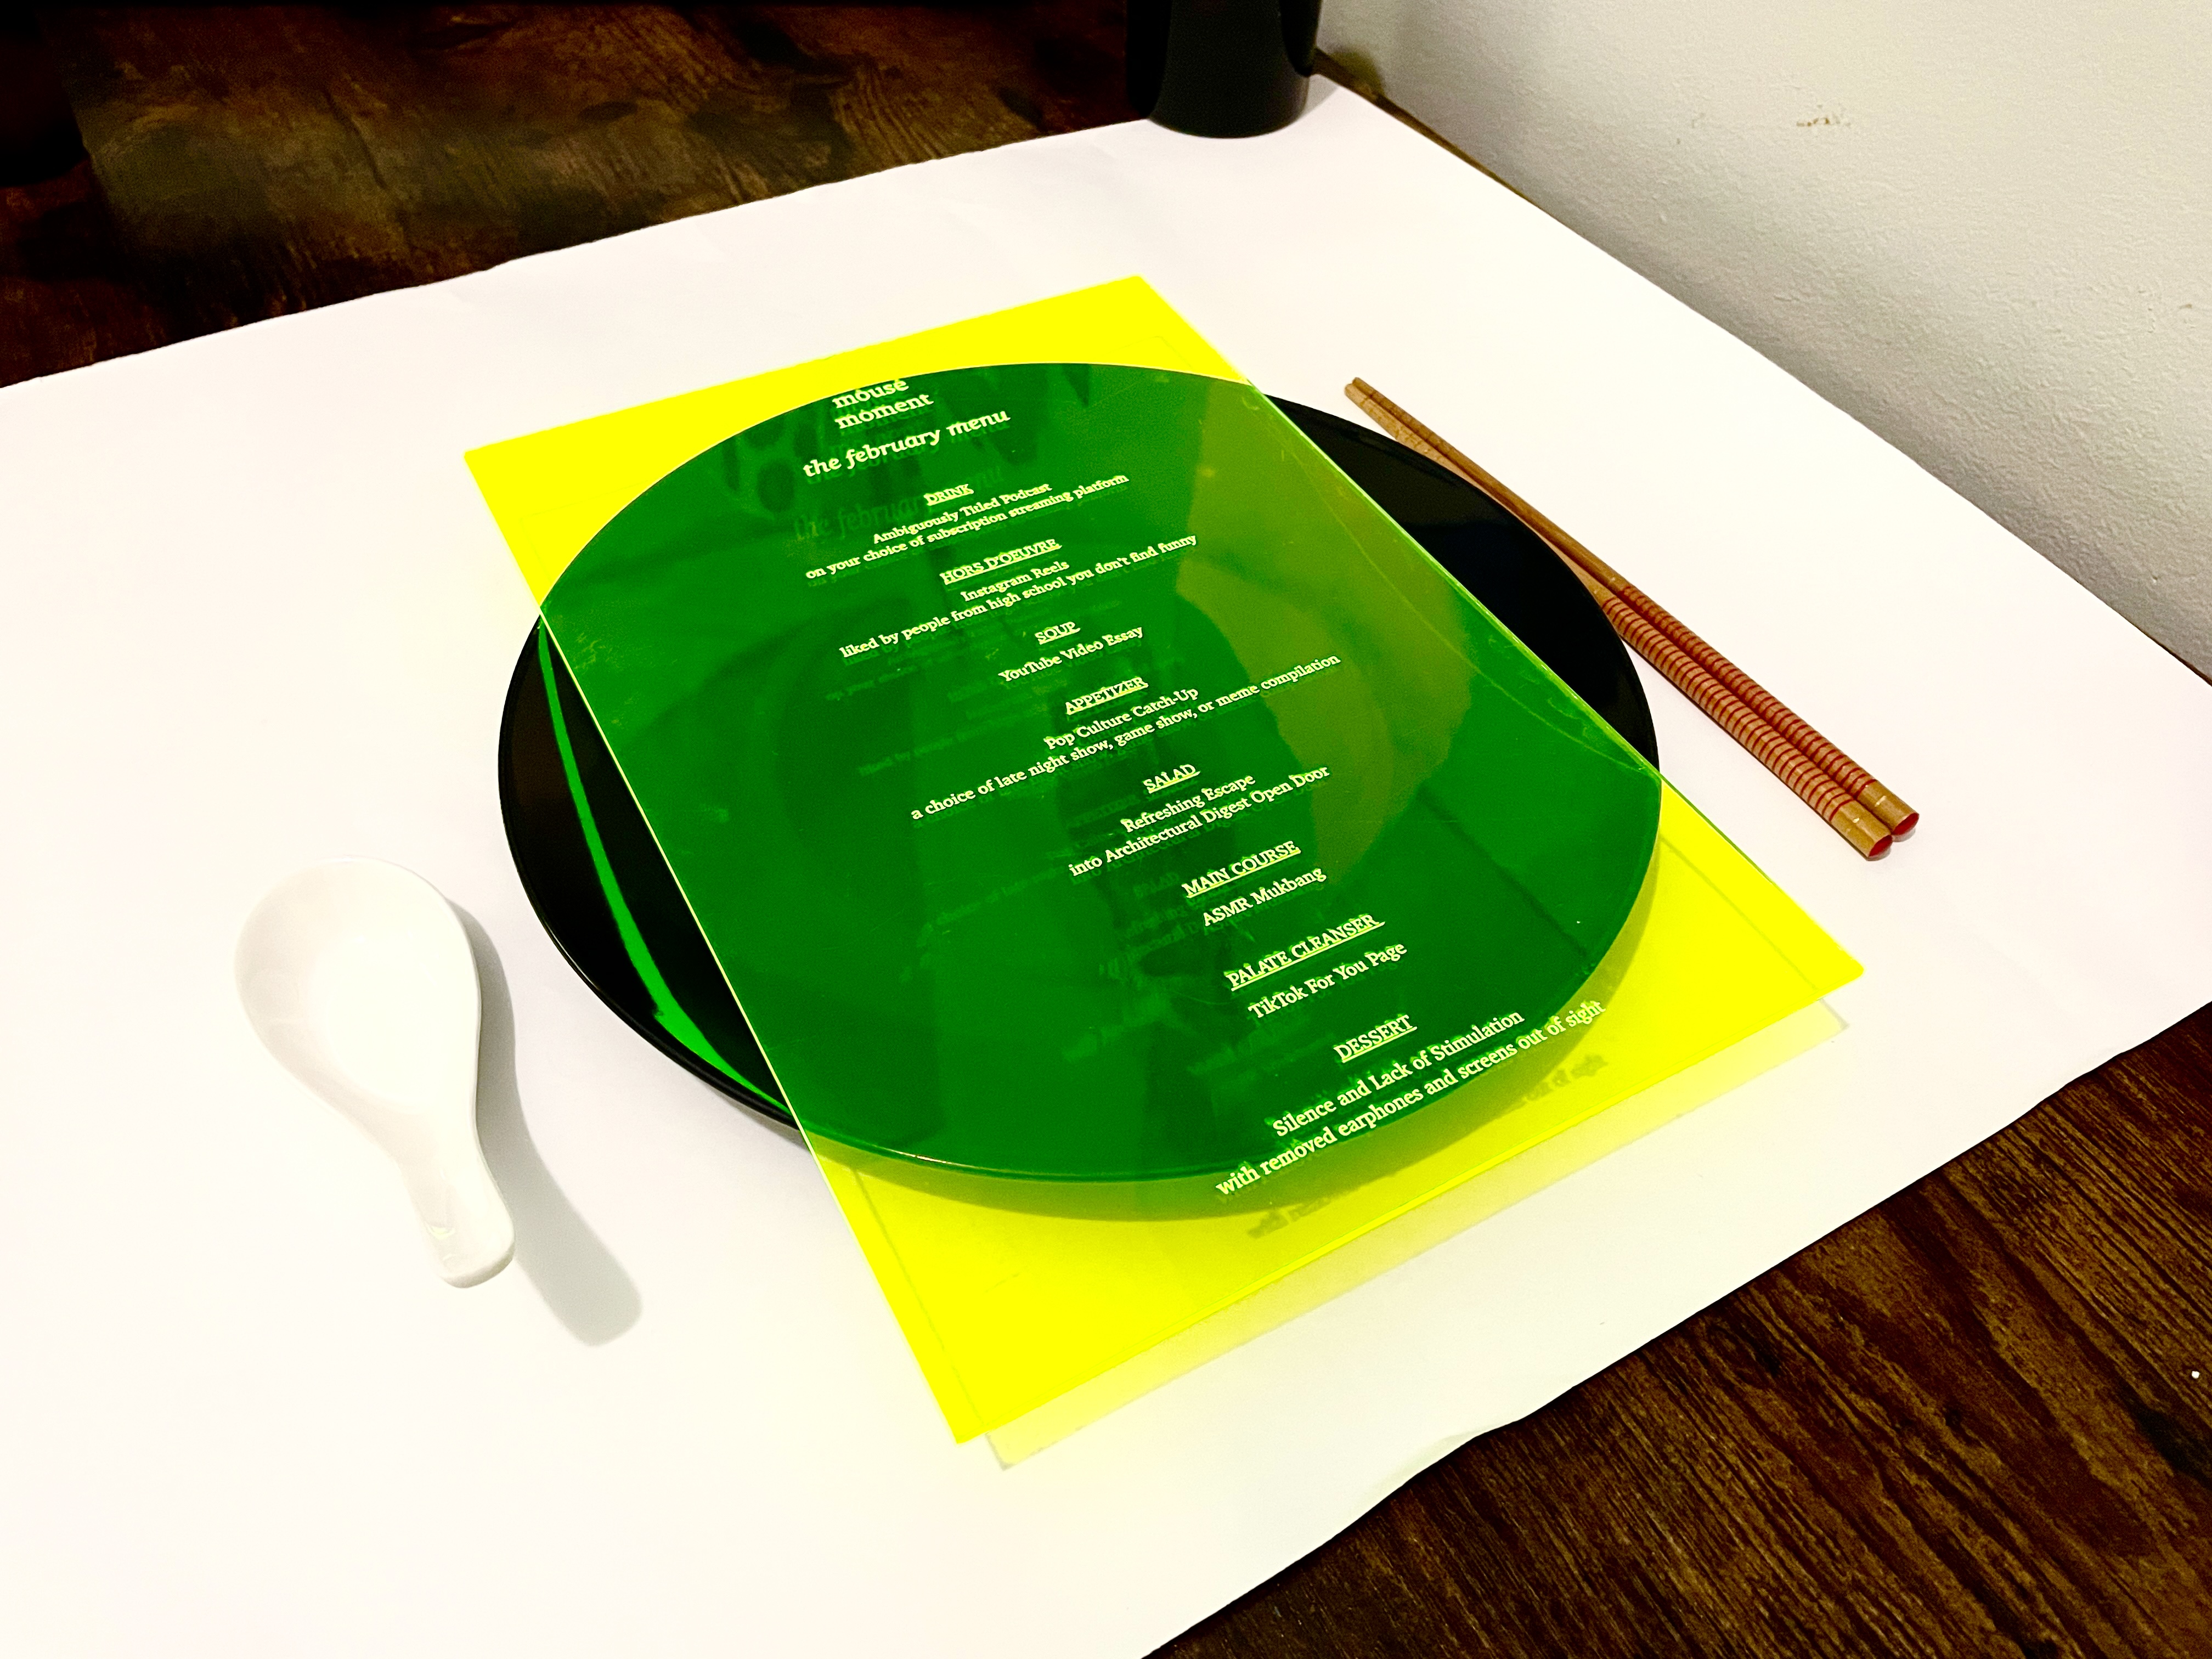 mouse
moment
the february menu
DRINK
Ambiguously Titled Podcast
on your choice of subscription streaming platform
HORS D'OEUVRE
Instagram Reels
liked by people from high school you don't find funny
SOUP
YouTube Video Essay
APPETIZER
Pop Culture Catch-Up
a choice of late night show, game show, or meme compilation
SALAD
Refreshing Escape
into Architectural Digest Open Door
MAIN COURSE
ASMR Mukbang
PALATE CLEANSER
TikTok For You Page
DESSERT
Silence and Lack of Stimulation
with removed earphones and screens out of sight